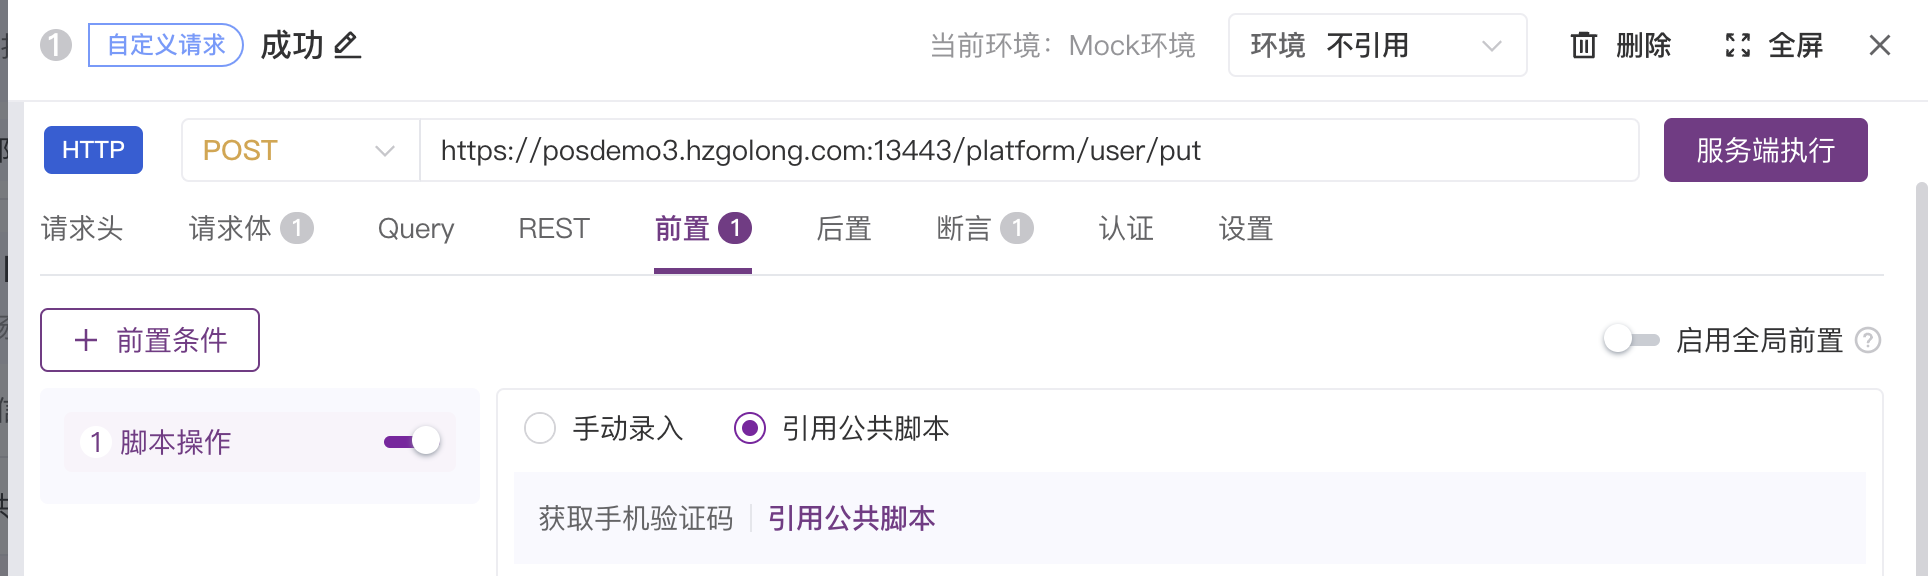 1 自定义请求 成功 当前环境：Mock环境 环境 不引用 删除 全屏
HTTP POST https://posdemo3.hzgolong.com:13443/platform/user/put 服务端执行
请求头 请求体 1 Query REST 前置 1 后置 断言 1 认证 设置
+ 前置条件 启用全局前置 ?
1 脚本操作 手动录入 引用公共脚本
获取手机验证码 引用公共脚本